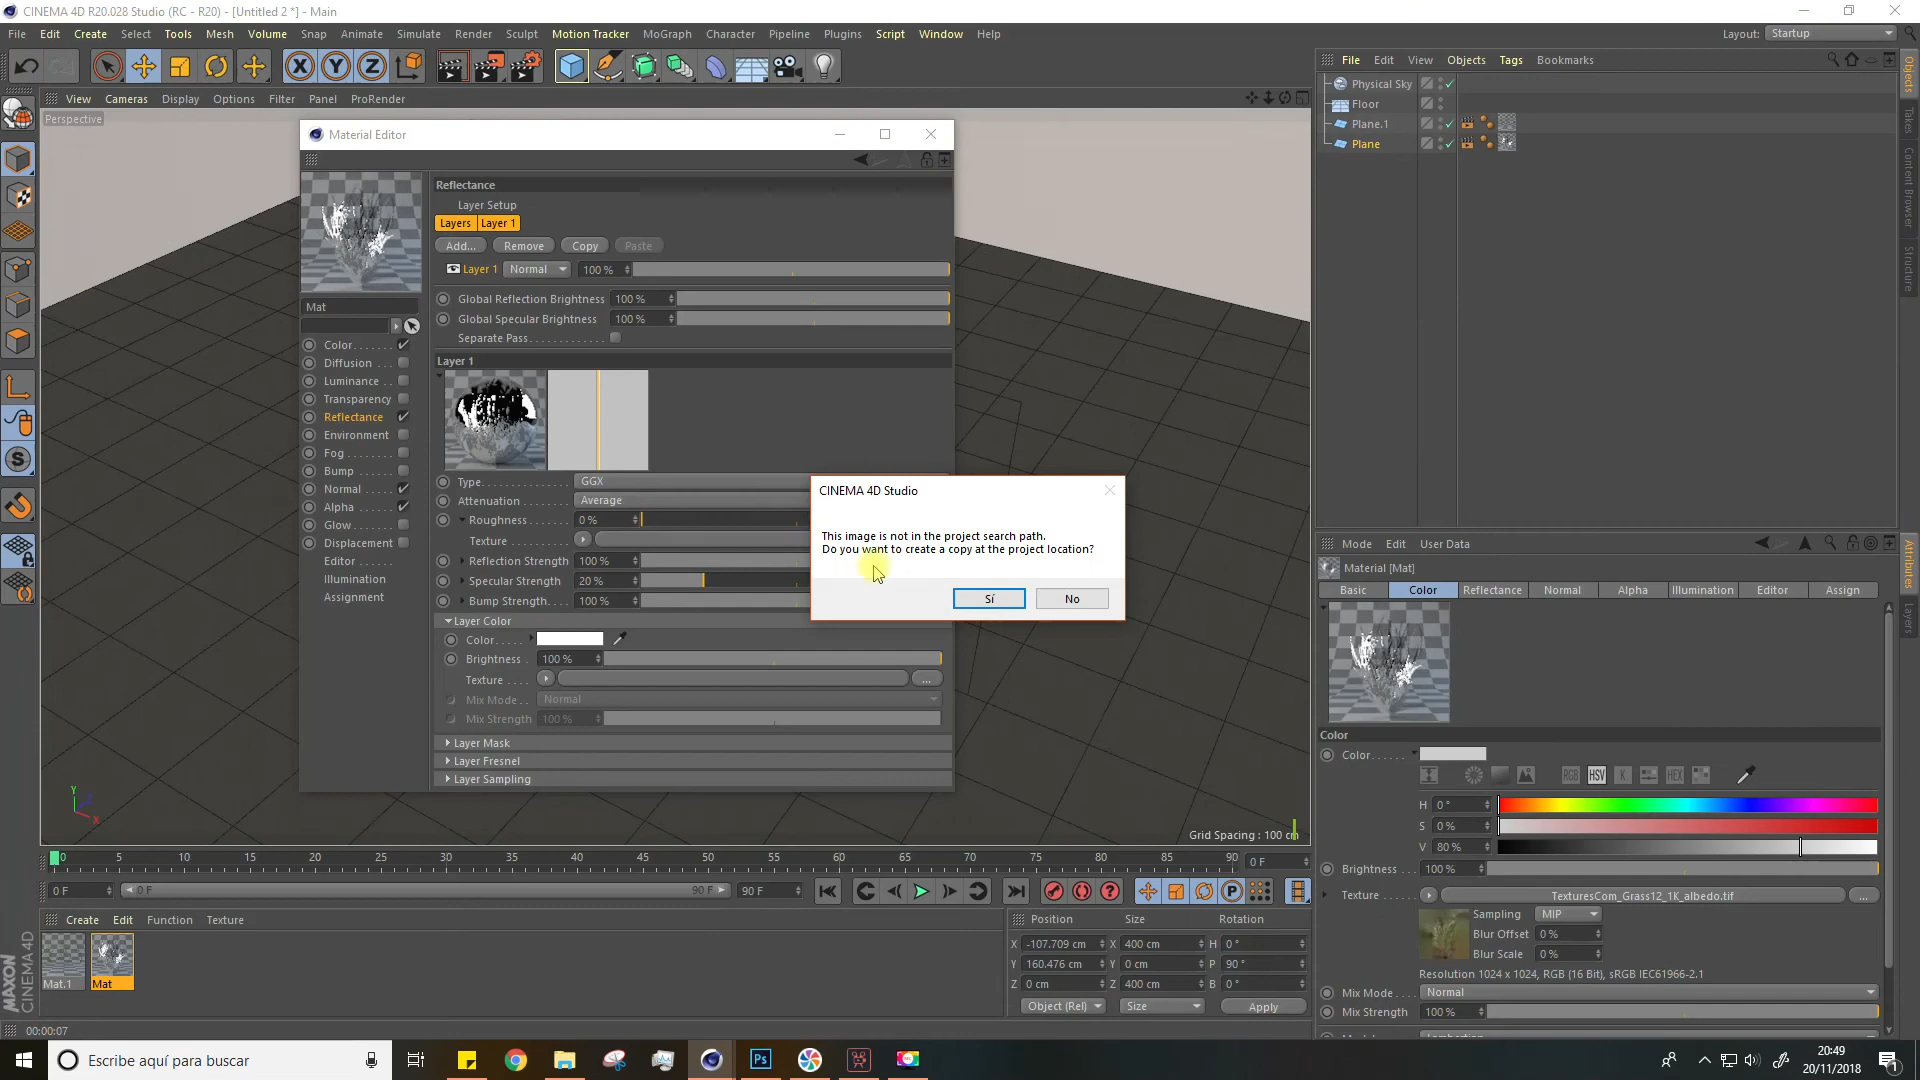 CINEMA 4D R20.028 Studio (RC - R20) - [Untitled 2 *] - Main
File Edit Create Select Tools Mesh Volume Snap Animate Simulate Render Sculpt Motion Tracker MoGraph Character Pipeline Plugins Script Window Help
Layout: Startup
View Cameras Display Options Filter Panel ProRender
Perspective
Material Editor
Reflectance
Layer Setup
Layers Layer 1
Add... Remove Copy Paste
Layer 1 Normal 100 %
Global Reflection Brightness 100 %
Global Specular Brightness 100 %
Separate Pass
Layer 1
Mat
Color
Diffusion
Luminance
Transparency
Reflectance
Environment
Fog
Bump
Normal
Alpha
Glow
Displacement
Editor
Illumination
Assignment
Type GGX
Attenuation Average
Roughness 0 %
Texture
Reflection Strength 100 %
Specular Strength 20 %
Bump Strength 100 %
Layer Color
Color
Brightness 100 %
Texture ...
Mix Mode Normal
Mix Strength 100 %
Layer Mask
Layer Fresnel
Layer Sampling
CINEMA 4D Studio
This image is not in the project search path.
Do you want to create a copy at the project location?
Sí No
Y
X
Grid Spacing : 100 cm
0 5 10 15 20 25 30 35 40 45 50 55 60 65 70 75 80 85 90 0 F
0 F 0 F 90 F 90 F
Create Edit Function Texture
Mat.1 Mat
MAXON
CINEMA 4D
00:00:07
Position Size Rotation
X -107.709 cm X 400 cm H 0 °
Y 160.476 cm Y 0 cm P 90 °
Z 0 cm Z 400 cm B 0 °
Object (Rel) Size Apply
File Edit View Objects Tags Bookmarks
Physical Sky
Floor
Plane.1
Plane
Objects
Takes
Content Browser
Structure
Mode Edit User Data
Material [Mat]
Basic Color Reflectance Normal Alpha Illumination Editor Assign
Attributes
Layers
Color
Color
RGB HSV K HEX
H 0 °
S 0 %
V 80 %
Brightness 100 %
Texture TexturesCom_Grass12_1K_albedo.tif ...
Sampling MIP
Blur Offset 0 %
Blur Scale 0 %
Resolution 1024 x 1024, RGB (16 Bit), sRGB IEC61966-2.1
Mix Mode Normal
Mix Strength 100 %
Escribe aquí para buscar
Ps
20:49
20/11/2018
1